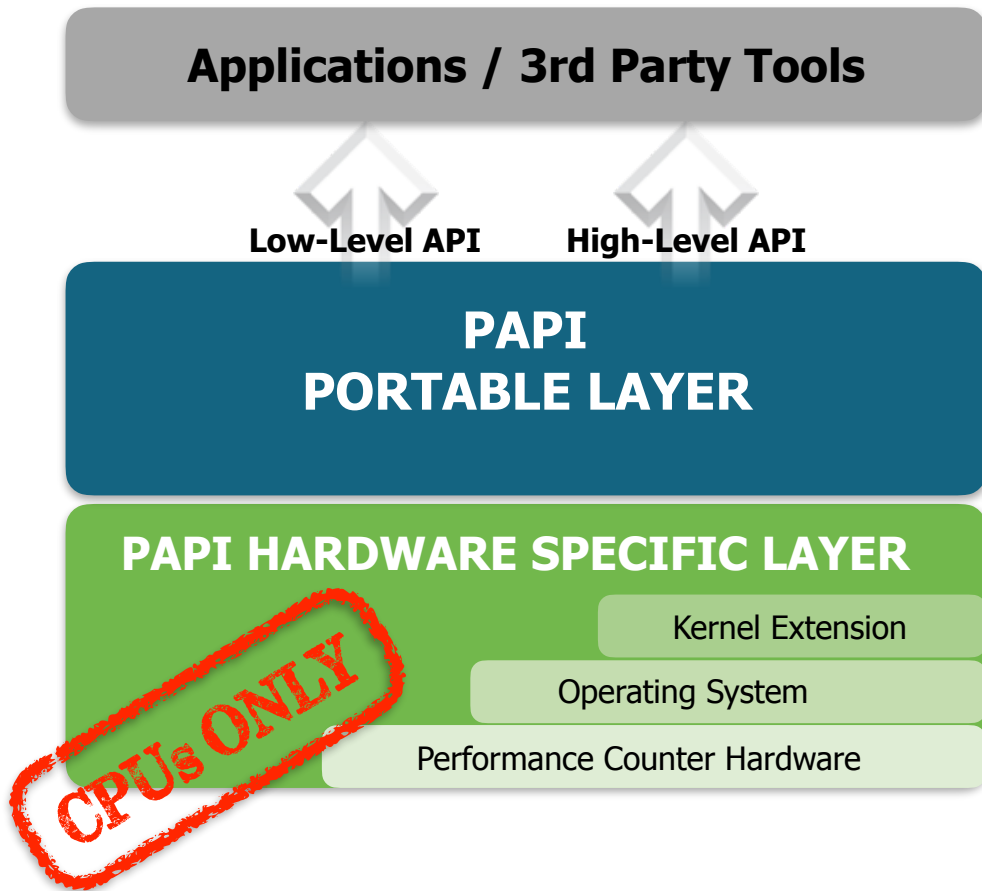 Applications / 3rd Party Tools
Low-Level API
High-Level API
PAPI
PORTABLE LAYER
PAPI HARDWARE SPECIFIC LAYER
Kernel Extension
Operating System
Performance Counter Hardware
CPUs ONLY